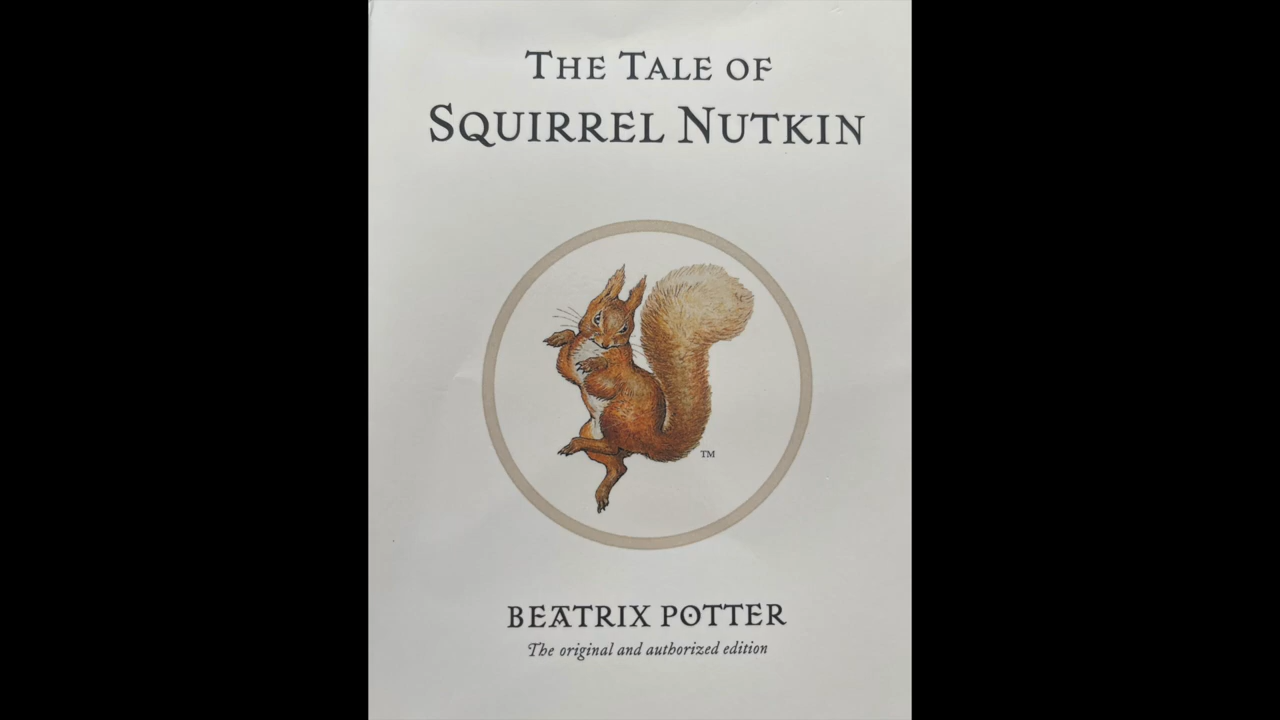 THE TALE OF
SQUIRREL NUTKIN
TM
BEATRIX POTTER
The original and authorized edition